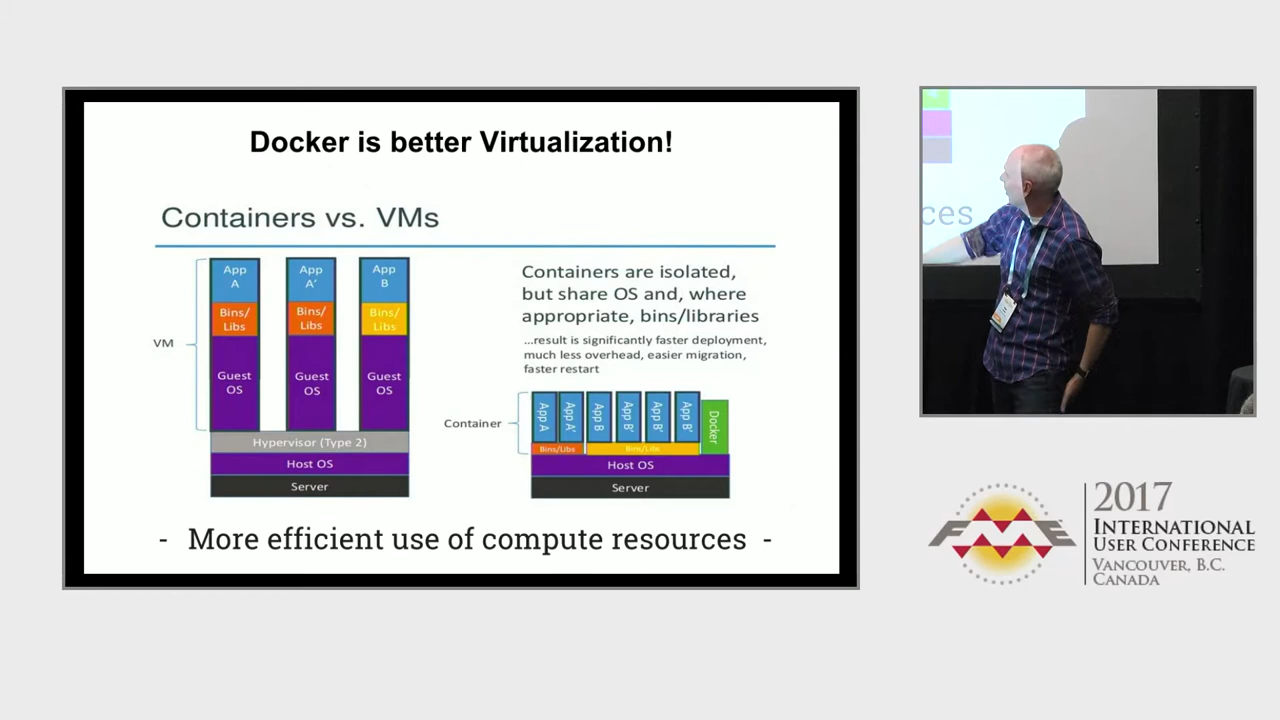 Docker is better Virtualization!
Containers vs. VMs
VM
App
A
Bins/
Libs
Guest
OS
App
A'
Bins/
Libs
Guest
OS
App
B
Bins/
Libs
Guest
OS
Hypervisor (Type 2)
Host OS
Server
Containers are isolated,
but share OS and, where
appropriate, bins/libraries
...result is significantly faster deployment,
much less overhead, easier migration,
faster restart
Container
App A
App A'
App B
App B'
App B'
App B'
Docker
Bins/Libs
Bins/Libs
Host OS
Server
- More efficient use of compute resources -
ces
FME
2017
INTERNATIONAL
USER CONFERENCE
VANCOUVER, B.C.
CANADA